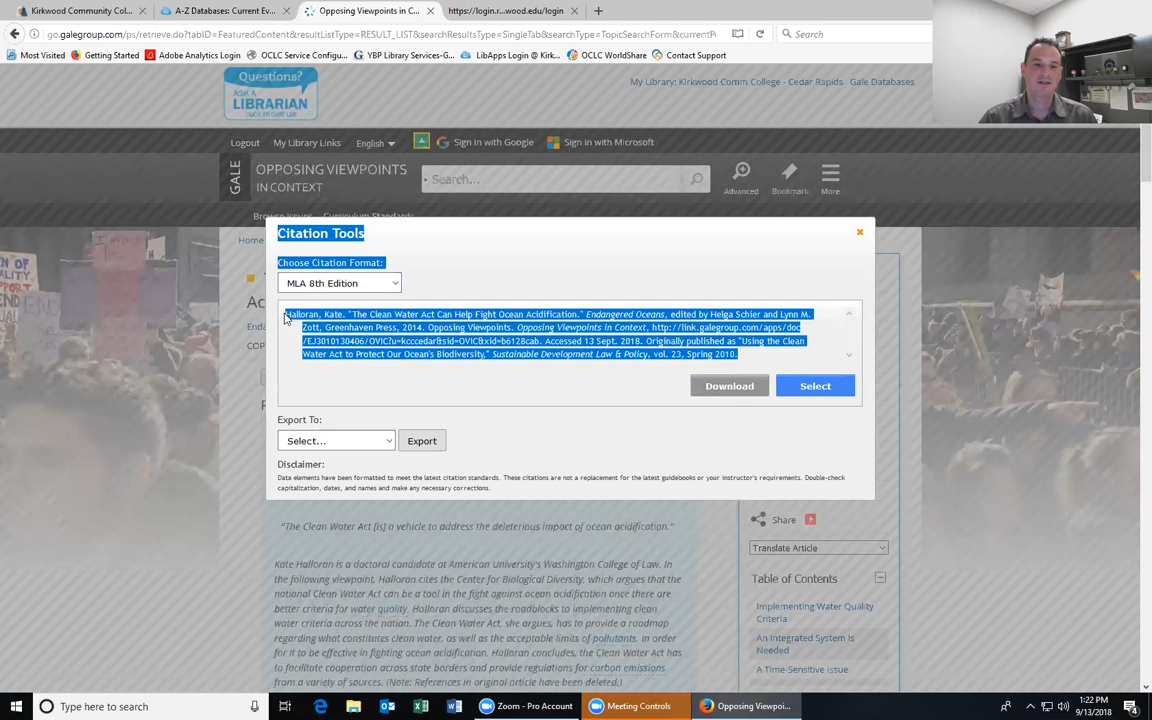 Kirkwood Community Col...
A-Z Databases: Current Ev...
Opposing Viewpoints in C...
https://login.r...wood.edu/login
go.galegroup.com/ps/retrieve.do?tabID=FeaturedContent&resultListType=RESULT_LIST&searchResultsType=SingleTab&searchType=TopicSearchForm&currentP
Search
Most Visited
Getting Started
Adobe Analytics Login
OCLC Service Configu...
YBP Library Services-G...
LibApps Login @ Kirk...
OCLC WorldShare
Contact Support
Questions?
ASK A
LIBRARIAN
My Library: Kirkwood Comm College - Cedar Rapids
Gale Databases
Logout
My Library Links
English
Sign in with Google
Sign in with Microsoft
GALE
OPPOSING VIEWPOINTS
IN CONTEXT
Search...
Advanced
Bookmark
More
Browse Issues
Curriculum Standards
Home
Citation Tools
Choose Citation Format:
MLA 8th Edition
Halloran, Kate. "The Clean Water Act Can Help Fight Ocean Acidification." Endangered Oceans, edited by Helga Schier and Lynn M.
Zott, Greenhaven Press, 2014. Opposing Viewpoints. Opposing Viewpoints in Context, http://link.galegroup.com/apps/doc
/EJ3010130406/OVIC?u=kcccedar&sid=OVIC&xid=b6128cab. Accessed 13 Sept. 2018. Originally published as "Using the Clean
Water Act to Protect Our Ocean's Biodiversity," Sustainable Development Law & Policy, vol. 23, Spring 2010.
Download
Select
Export To:
Select...
Export
Disclaimer:
Data elements have been formatted to meet the latest citation standards. These citations are not a replacement for the latest guidebooks or your instructor's requirements. Double-check
capitalization, dates, and names and make any necessary corrections.
"The Clean Water Act [is] a vehicle to address the deleterious impact of ocean acidification."
Kate Halloran is a doctoral candidate at American University's Washington College of Law. In
the following viewpoint, Halloran cites the Center for Biological Diversity, which argues that the
national Clean Water Act can be a tool in the fight against ocean acidification once there are
better criteria for water quality. Halloran discusses the roadblocks to implementing clean
water criteria across the nation. The Clean Water Act, she argues, has to provide a roadmap
regarding what constitutes clean water, as well as the acceptable limits of pollutants, in order
for it to be effective in fighting ocean acidification. Halloran concludes, the Clean Water Act has
to facilitate cooperation across state borders and provide regulations for carbon emissions
from a variety of sources. (Note: References in original article have been deleted.)
Share
Translate Article
Table of Contents
Implementing Water Quality
Criteria
An Integrated System Is
Needed
A Time-Sensitive Issue
Type here to search
Zoom - Pro Account
Meeting Controls
Opposing Viewpoi...
1:22 PM
9/13/2018